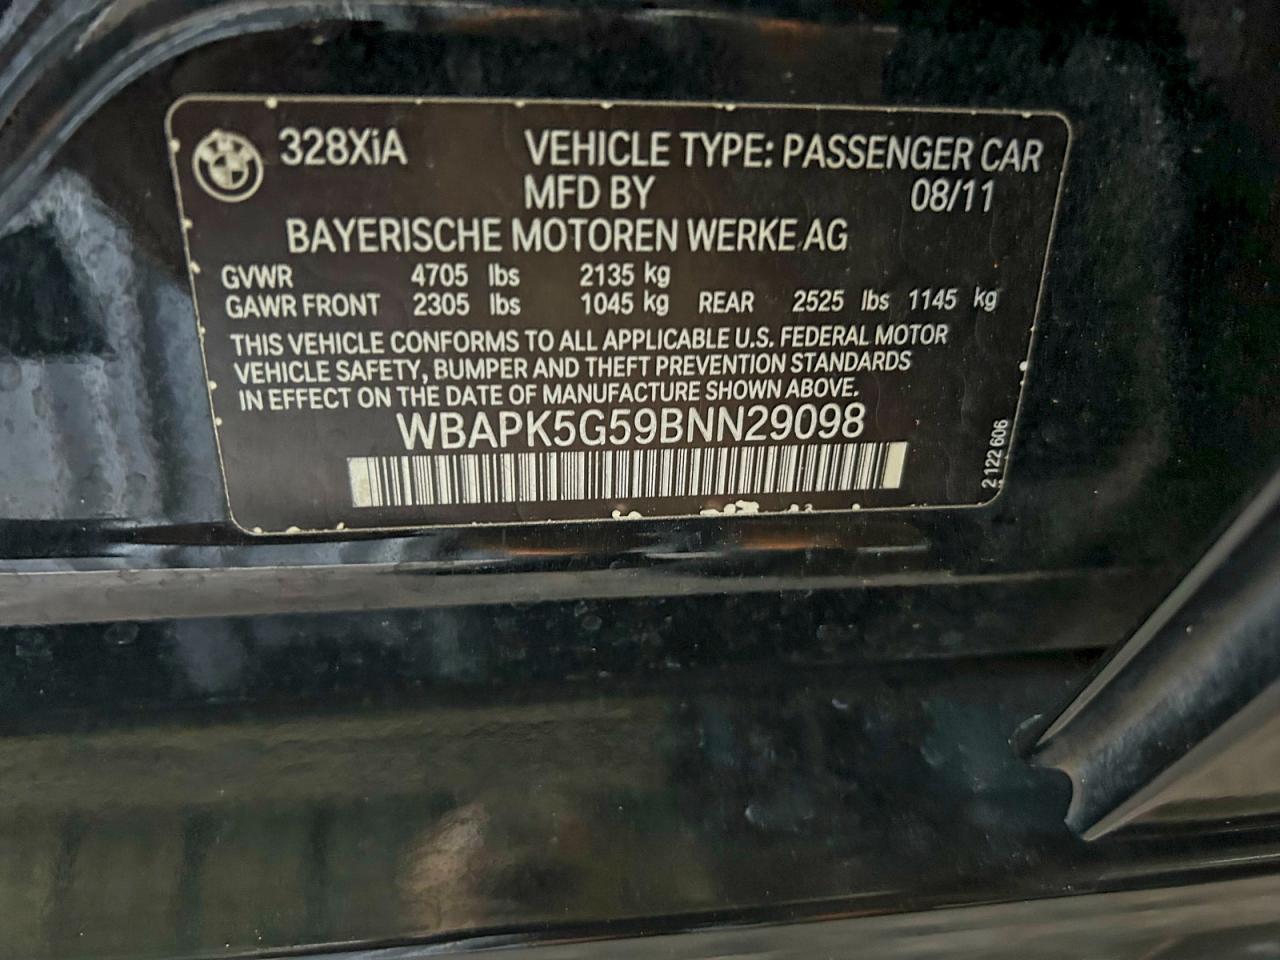 328XiA VEHICLE TYPE: PASSENGER CAR
MFD BY 08/11
BAYERISCHE MOTOREN WERKE AG
GVWR 4705 lbs 2135 kg
GAWR FRONT 2305 lbs 1045 kg REAR 2525 lbs 1145 kg
THIS VEHICLE CONFORMS TO ALL APPLICABLE U.S. FEDERAL MOTOR
VEHICLE SAFETY, BUMPER AND THEFT PREVENTION STANDARDS
IN EFFECT ON THE DATE OF MANUFACTURE SHOWN ABOVE.
WBAPK5G59BNN29098
2 122 606